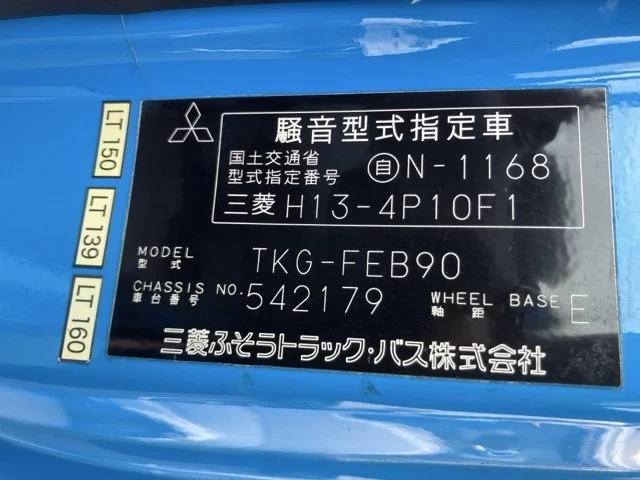 騒音型式指定車
国土交通省
型式指定番号
自N-1168
三菱 H13-4P10F1
MODEL
型式
TKG-FEB90
CHASSIS NO.
車台番号
542179
WHEEL BASE
軸距
E
三菱ふそうトラック・バス株式会社
LT 150
LT 139
LT 160